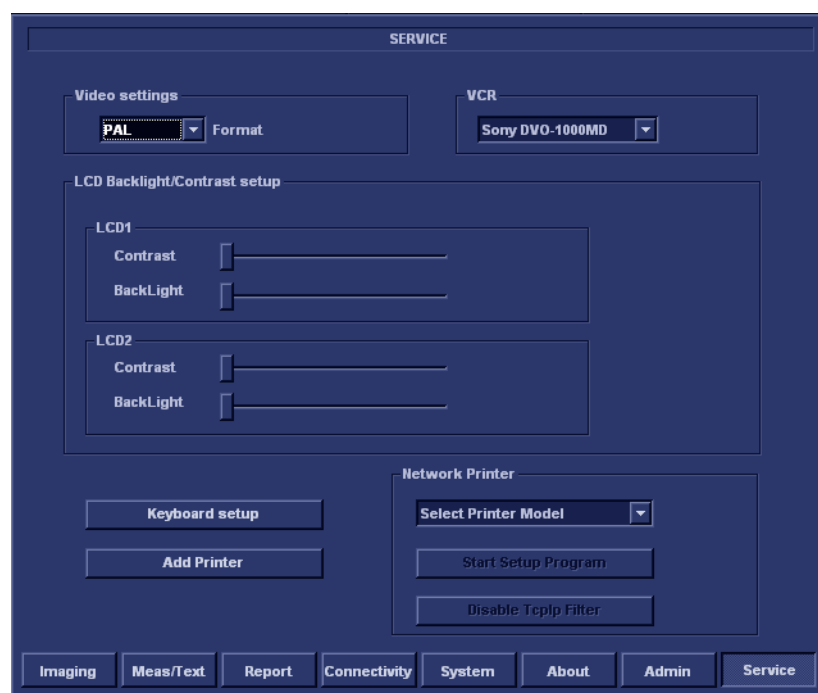 SERVICE
Video settings
PAL
Format
VCR
Sony DVO-1000MD
LCD Backlight/Contrast setup
LCD1
Contrast
BackLight
LCD2
Contrast
BackLight
Keyboard setup
Add Printer
Network Printer
Select Printer Model
Start Setup Program
Disable TcpIp Filter
Imaging Meas/Text Report Connectivity System About Admin Service